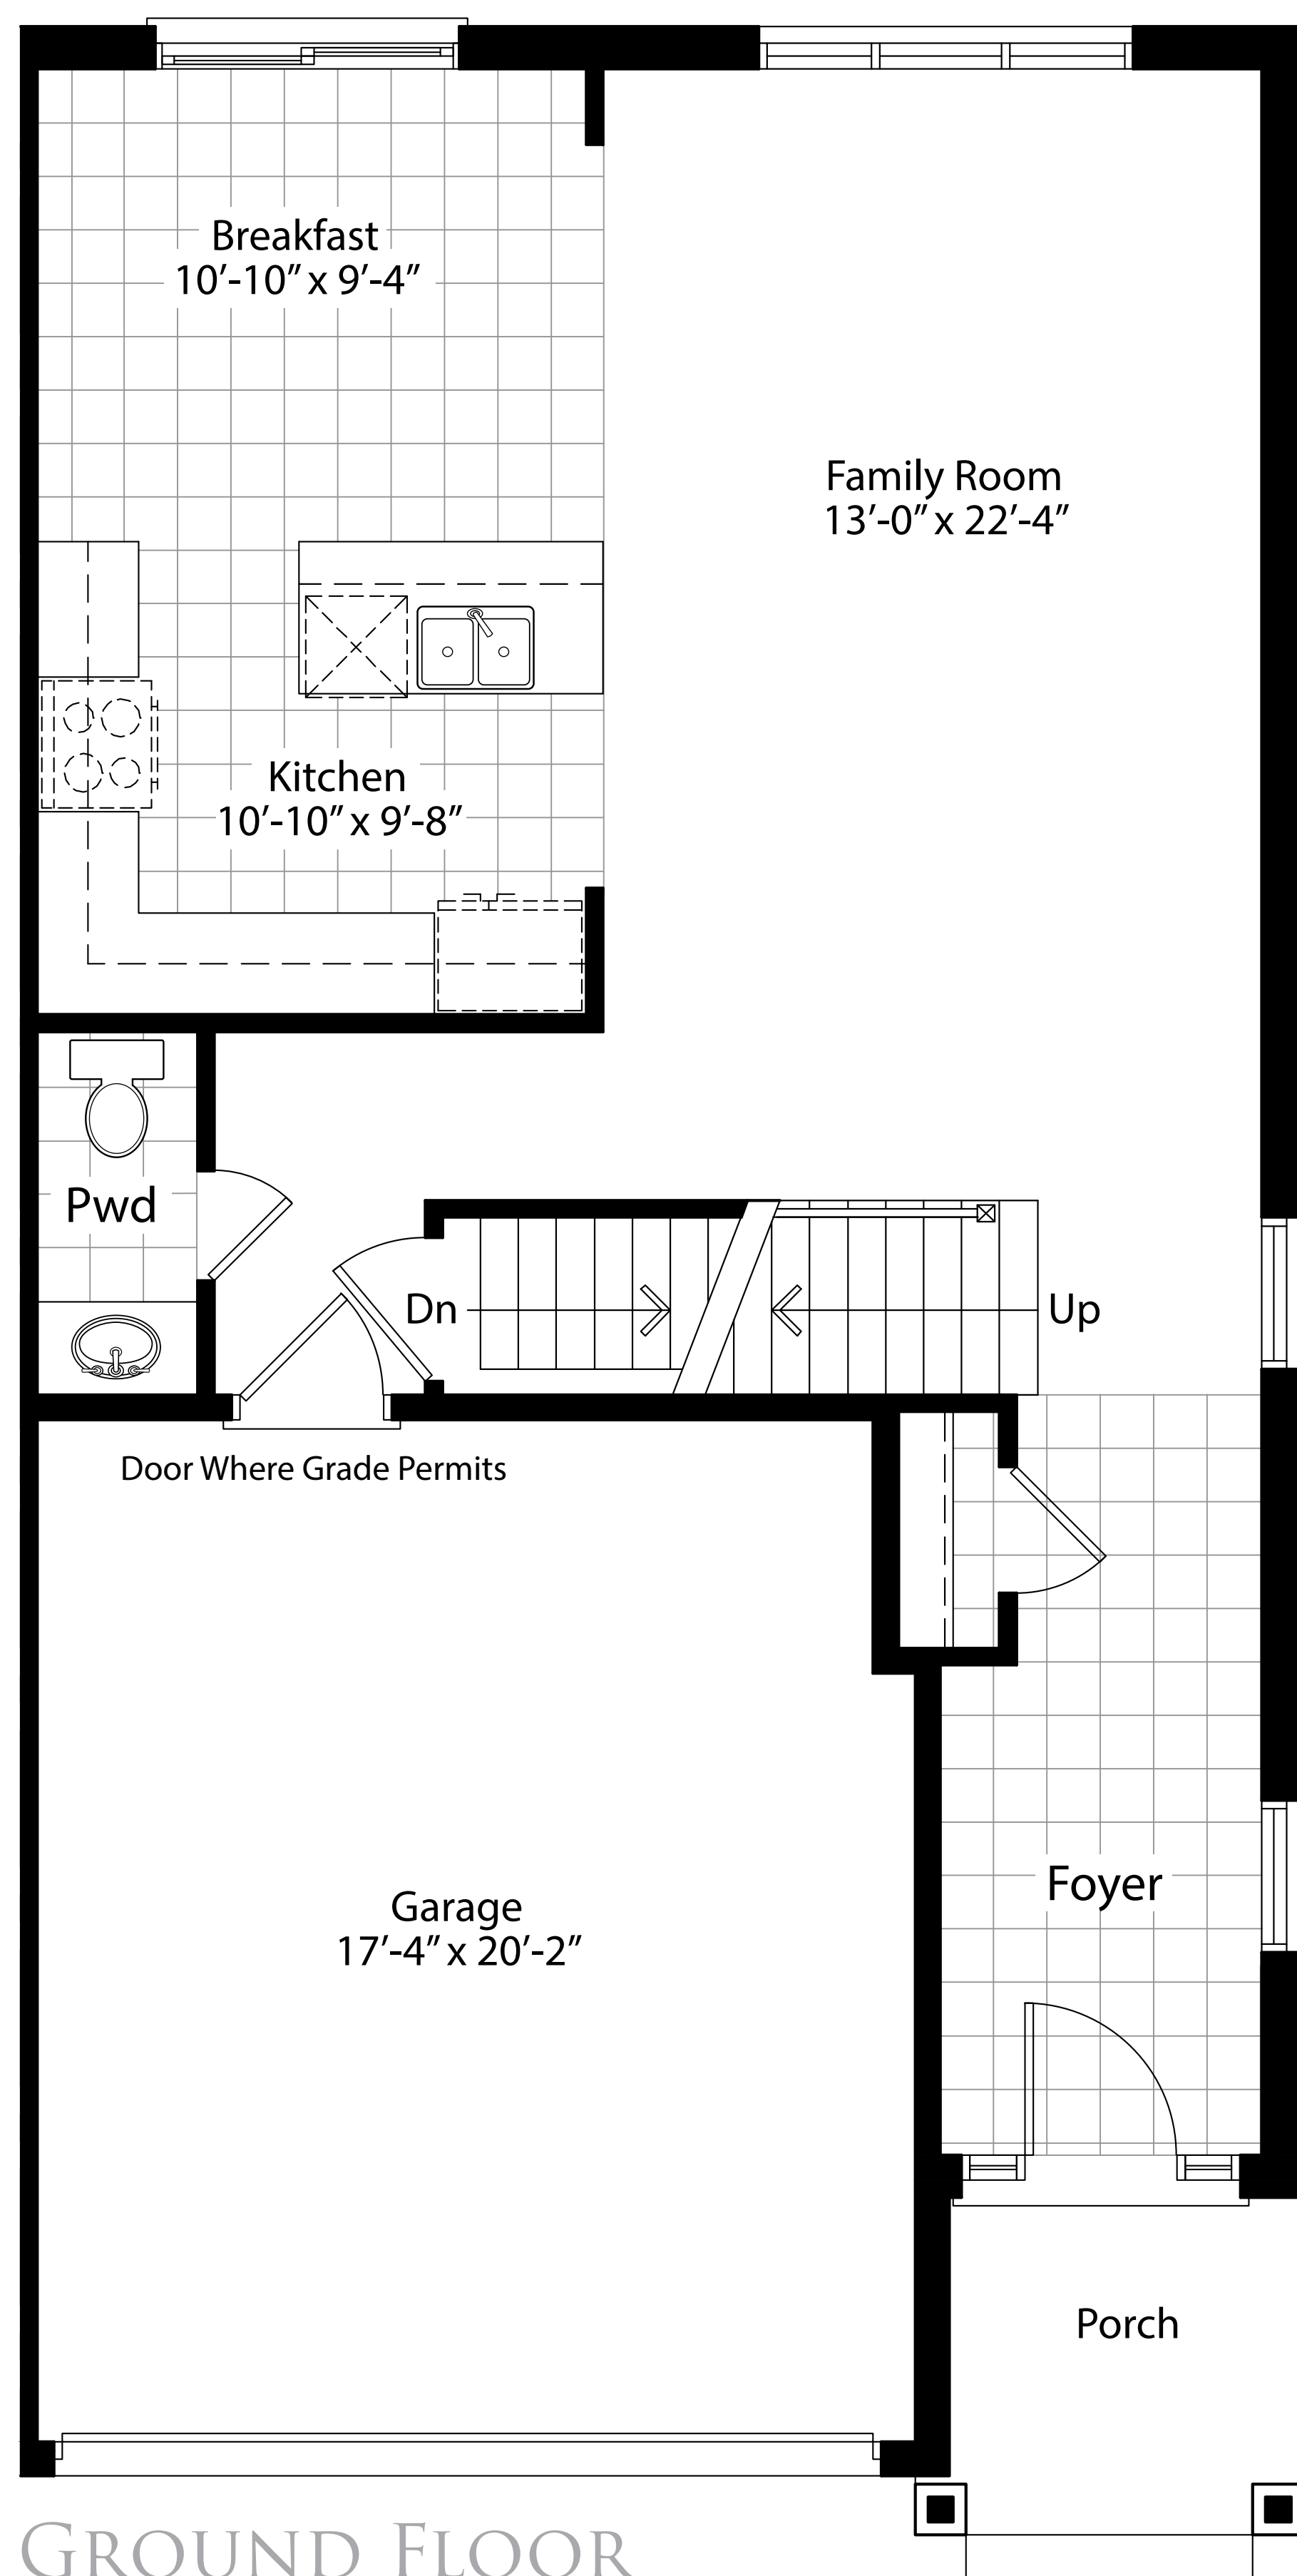 Breakfast
10’-10” x 9’-4”
Family Room
13’-0” x 22’-4”
Kitchen
10’-10” x 9’-8”
Pwd
Dn
Up
Door Where Grade Permits
Foyer
Garage
17’-4” x 20’-2”
Porch
GROUND FLOOR